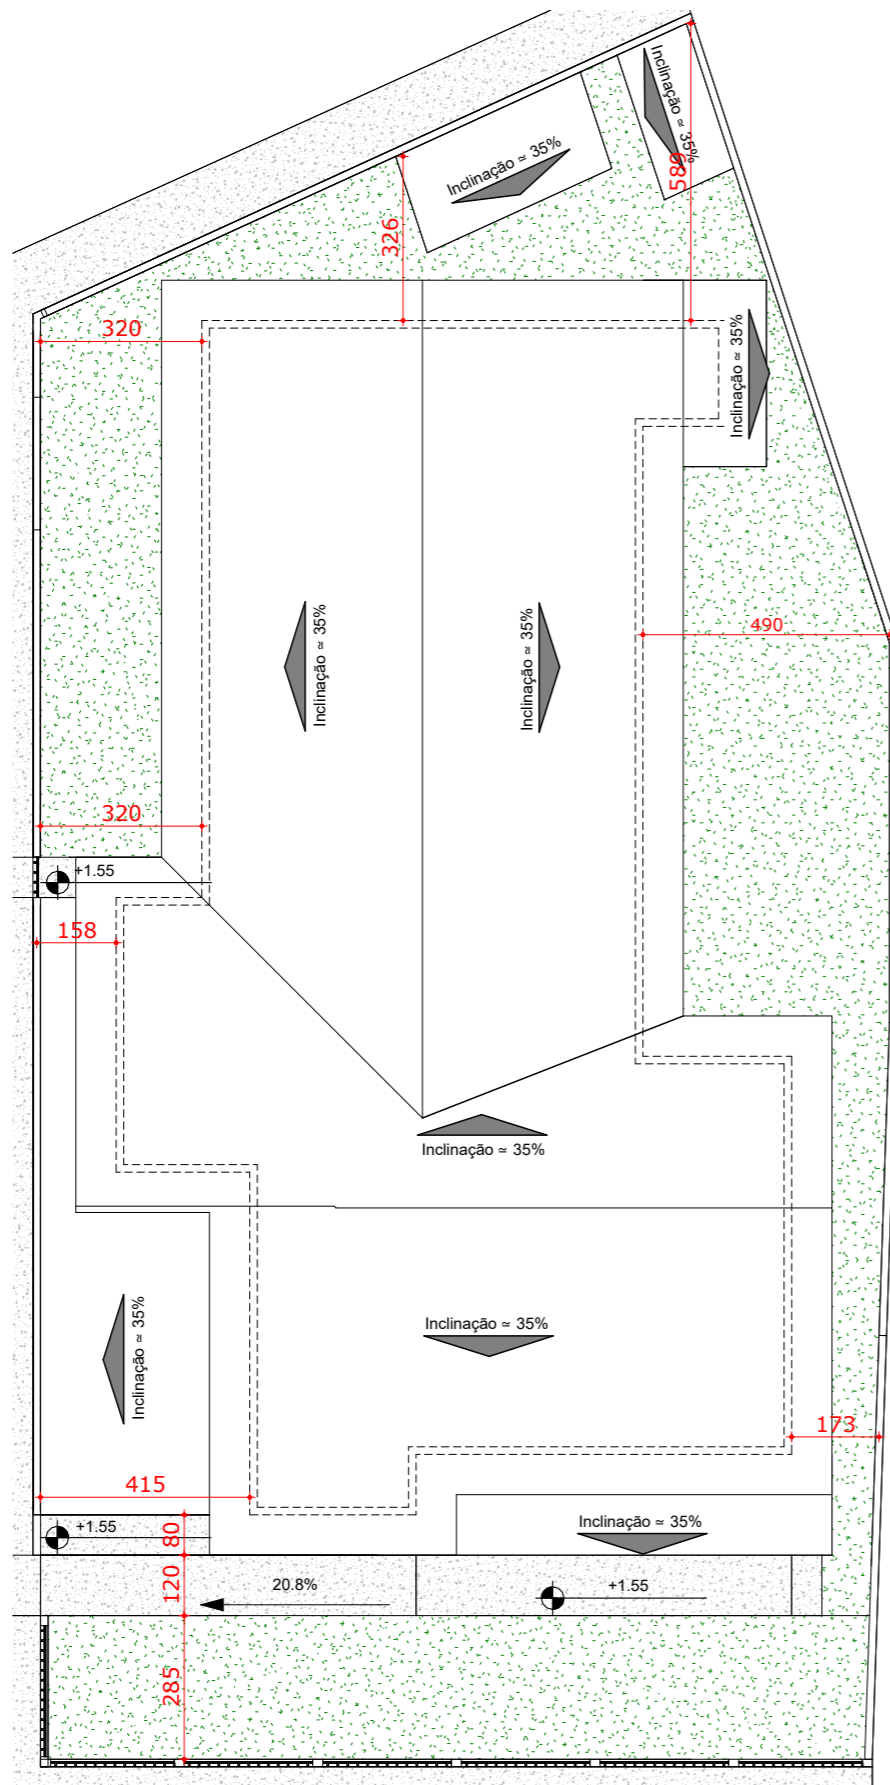 Inclinação ≃ 35%
Inclinação ≃ 35%
589
326
320
Inclinação ≃ 35%
Inclinação ≃ 35%
Inclinação ≃ 35%
490
320
+1.55
158
Inclinação ≃ 35%
Inclinação ≃ 35%
Inclinação ≃ 35%
173
415
+1.55
80
Inclinação ≃ 35%
120
20.8%
+1.55
285